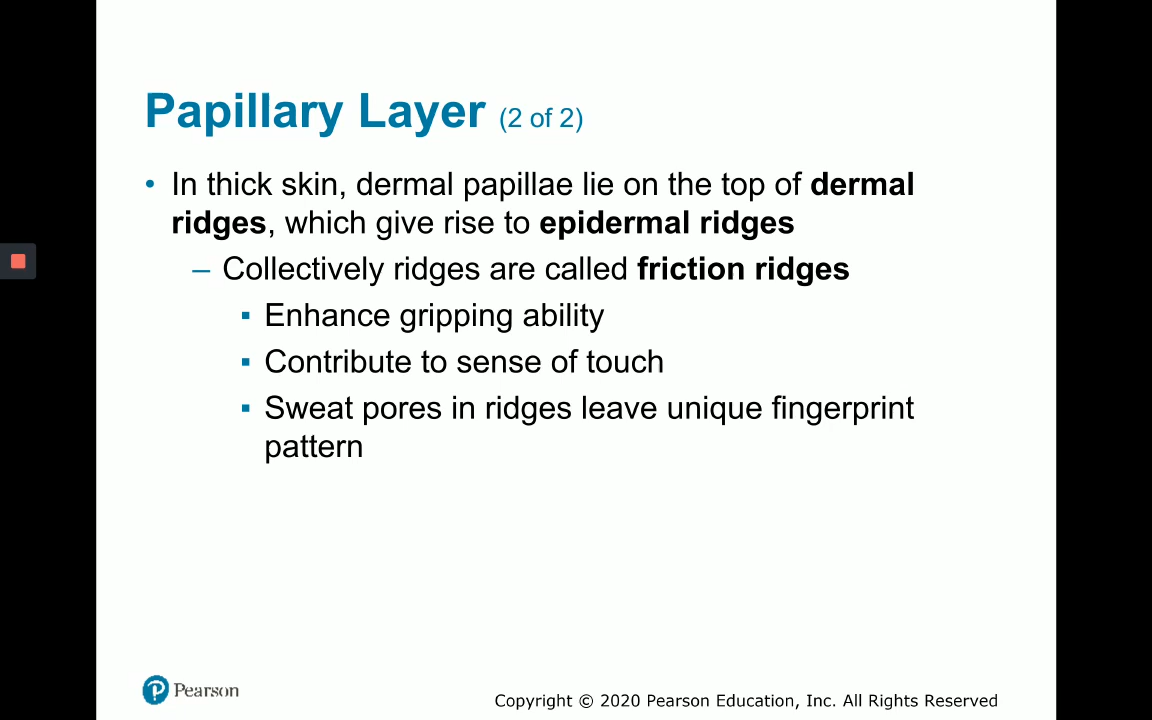 Papillary Layer (2 of 2)
• In thick skin, dermal papillae lie on the top of dermal
ridges, which give rise to epidermal ridges
– Collectively ridges are called friction ridges
▪ Enhance gripping ability
▪ Contribute to sense of touch
▪ Sweat pores in ridges leave unique fingerprint
pattern
P Pearson
Copyright © 2020 Pearson Education, Inc. All Rights Reserved